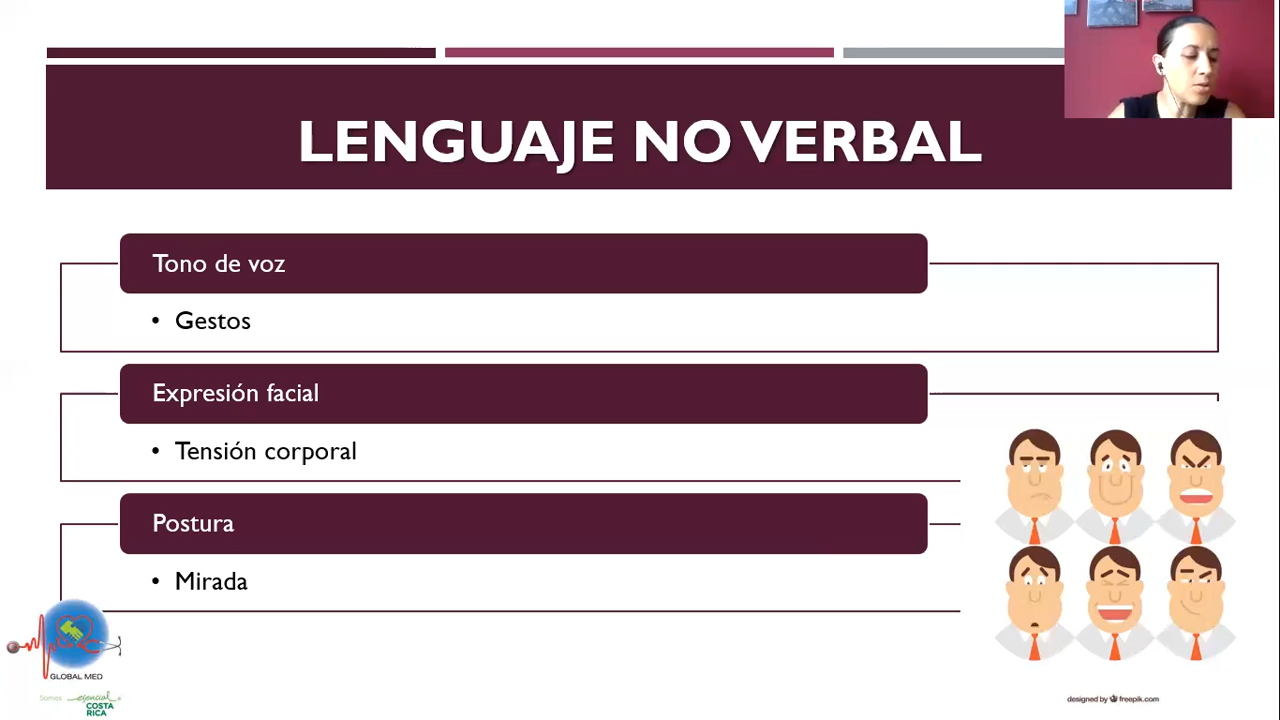 LENGUAJE NO VERBAL
Tono de voz
• Gestos
Expresión facial
• Tensión corporal
Postura
• Mirada
GLOBAL MED
Somos esencial
COSTA
RICA
designed by freepik.com